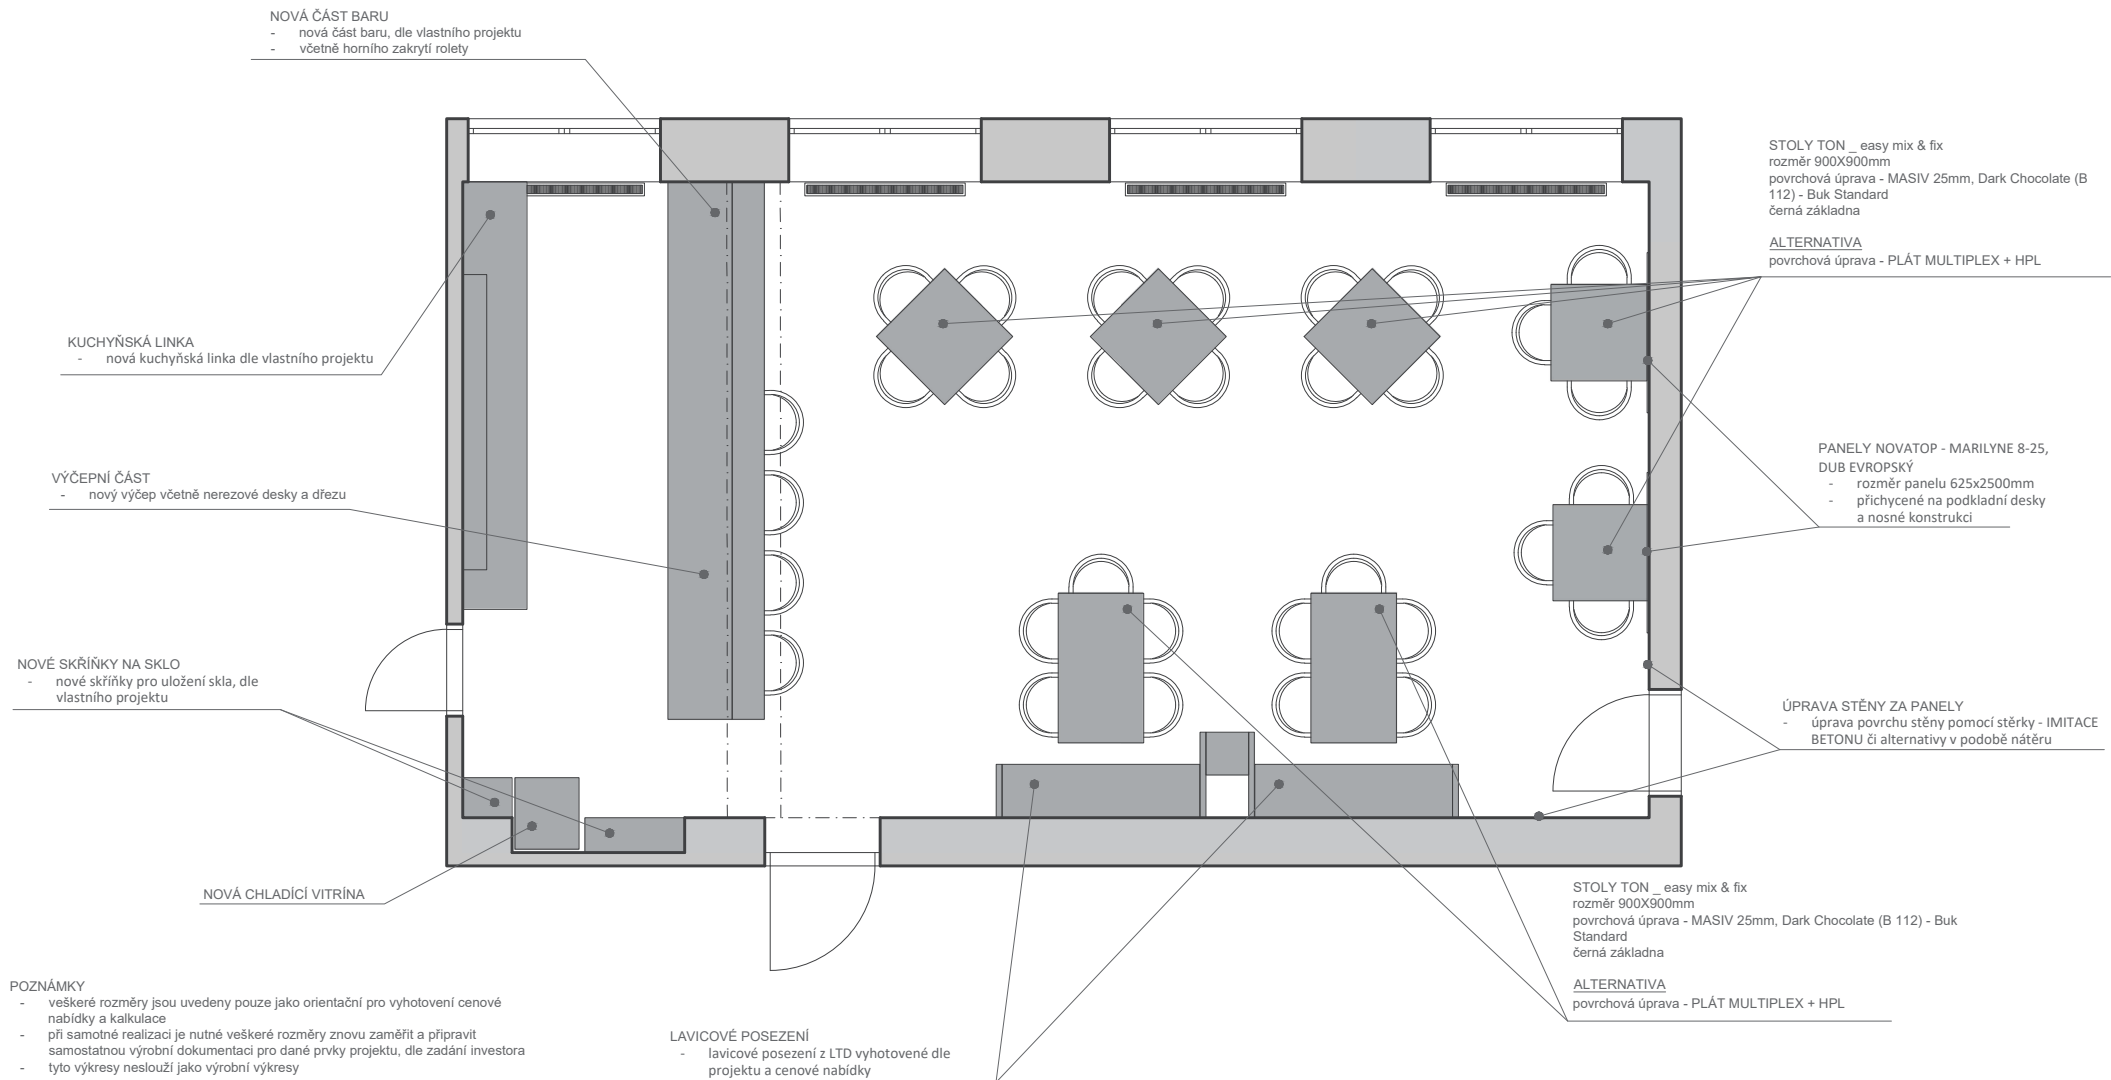 NOVÁ ČÁST BARU
- nová část baru, dle vlastního projektu
- včetně horního zakrytí rolety
STOLY TON _ easy mix & fix
rozměr 900X900mm
povrchová úprava - MASIV 25mm, Dark Chocolate (B
112) - Buk Standard
černá základna
ALTERNATIVA
povrchová úprava - PLÁT MULTIPLEX + HPL
KUCHYŇSKÁ LINKA
- nová kuchyňská linka dle vlastního projektu
PANELY NOVATOP - MARILYNE 8-25,
DUB EVROPSKÝ
- rozměr panelu 625x2500mm
- přichycené na podkladní desky
a nosné konstrukci
VÝČEPNÍ ČÁST
- nový výčep včetně nerezové desky a dřezu
NOVÉ SKŘÍŇKY NA SKLO
- nové skříňky pro uložení skla, dle
vlastního projektu
ÚPRAVA STĚNY ZA PANELY
- úprava povrchu stěny pomocí stěrky - IMITACE
BETONU či alternativy v podobě nátěru
NOVÁ CHLADÍCÍ VITRÍNA
STOLY TON _ easy mix & fix
rozměr 900X900mm
povrchová úprava - MASIV 25mm, Dark Chocolate (B 112) - Buk
Standard
černá základna
ALTERNATIVA
povrchová úprava - PLÁT MULTIPLEX + HPL
POZNÁMKY
- veškeré rozměry jsou uvedeny pouze jako orientační pro vyhotovení cenové
nabídky a kalkulace
- při samotné realizaci je nutné veškeré rozměry znovu zaměřit a připravit
samostatnou výrobní dokumentaci pro dané prvky projektu, dle zadání investora
- tyto výkresy neslouží jako výrobní výkresy
LAVICOVÉ POSEZENÍ
- lavicové posezení z LTD vyhotovené dle
projektu a cenové nabídky